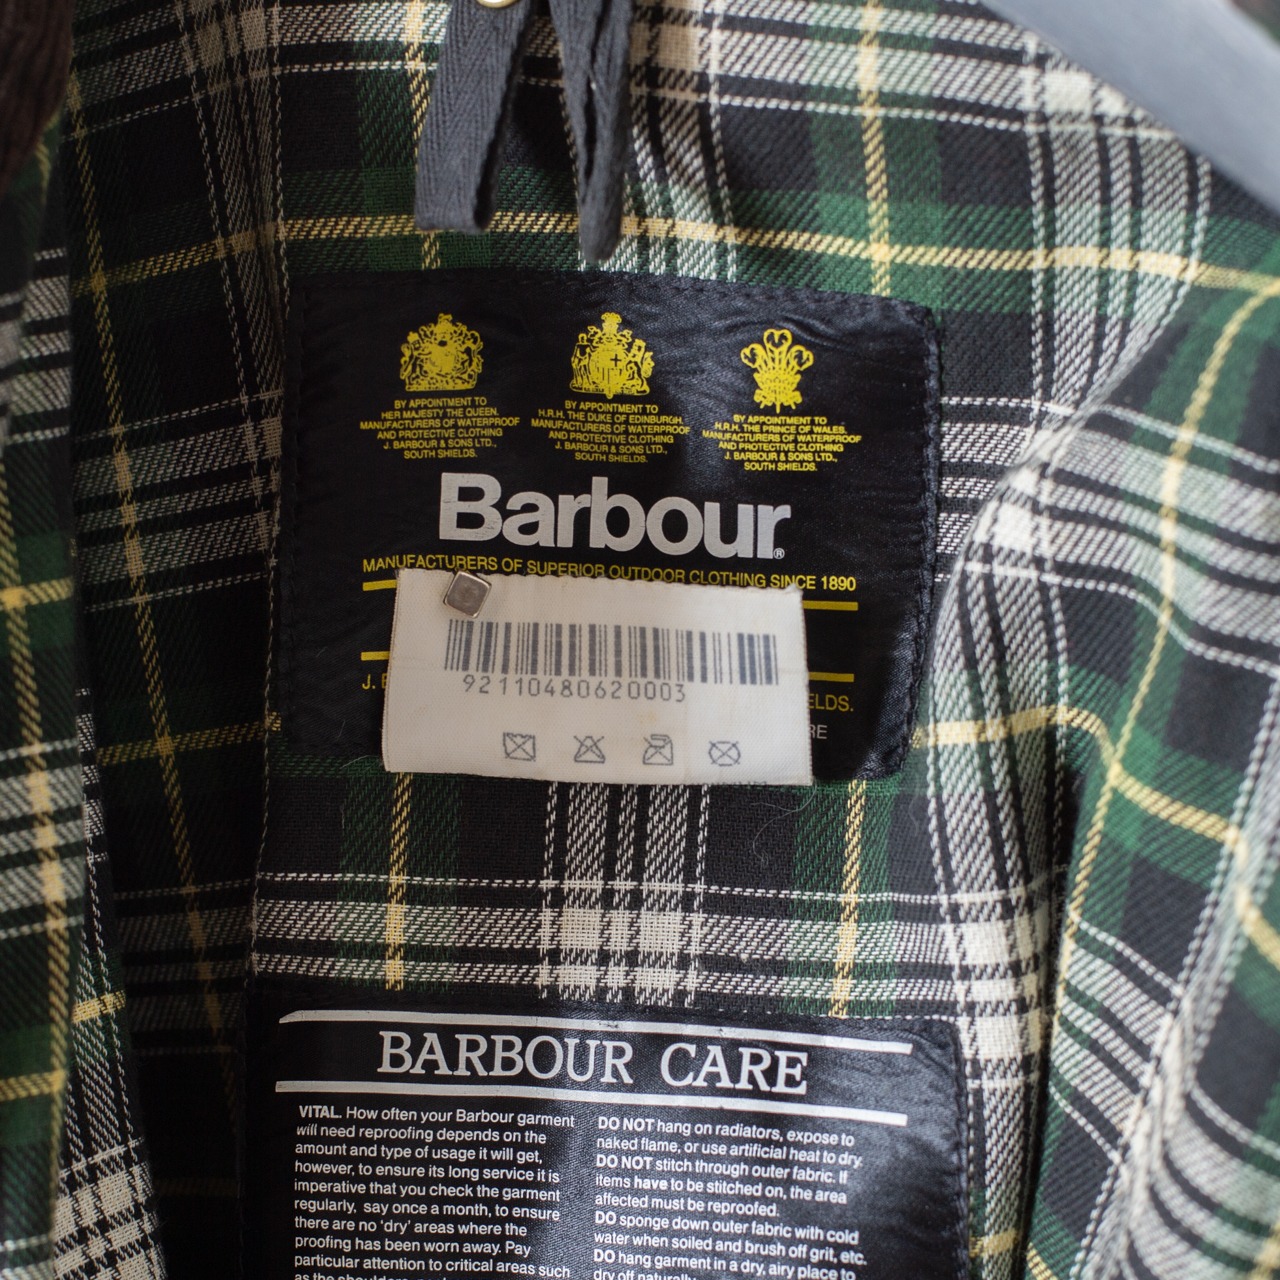 BY APPOINTMENT TO
HER MAJESTY THE QUEEN.
MANUFACTURERS OF WATERPROOF
AND PROTECTIVE CLOTHING
J. BARBOUR & SONS LTD.,
SOUTH SHIELDS.
BY APPOINTMENT TO
H.R.H. THE DUKE OF EDINBURGH.
MANUFACTURERS OF WATERPROOF
AND PROTECTIVE CLOTHING
J. BARBOUR & SONS LTD.,
SOUTH SHIELDS.
BY APPOINTMENT TO
H.R.H. THE PRINCE OF WALES.
MANUFACTURERS OF WATERPROOF
AND PROTECTIVE CLOTHING
J. BARBOUR & SONS LTD.,
SOUTH SHIELDS.
Barbour®
MANUFACTURERS OF SUPERIOR OUTDOOR CLOTHING SINCE 1890
J. B
ELDS.
RE
92110480620003
BARBOUR CARE
VITAL. How often your Barbour garment
will need reproofing depends on the
amount and type of usage it will get,
however, to ensure its long service it is
imperative that you check the garment
regularly, say once a month, to ensure
there are no 'dry' areas where the
proofing has been worn away. Pay
particular attention to critical areas such
as the
DO NOT hang on radiators, expose to
naked flame, or use artificial heat to dry.
DO NOT stitch through outer fabric. If
items have to be stitched on, the area
affected must be reproofed.
DO sponge down outer fabric with cold
water when soiled and brush off grit, etc.
DO hang garment in a dry, airy place to
dry off naturally.